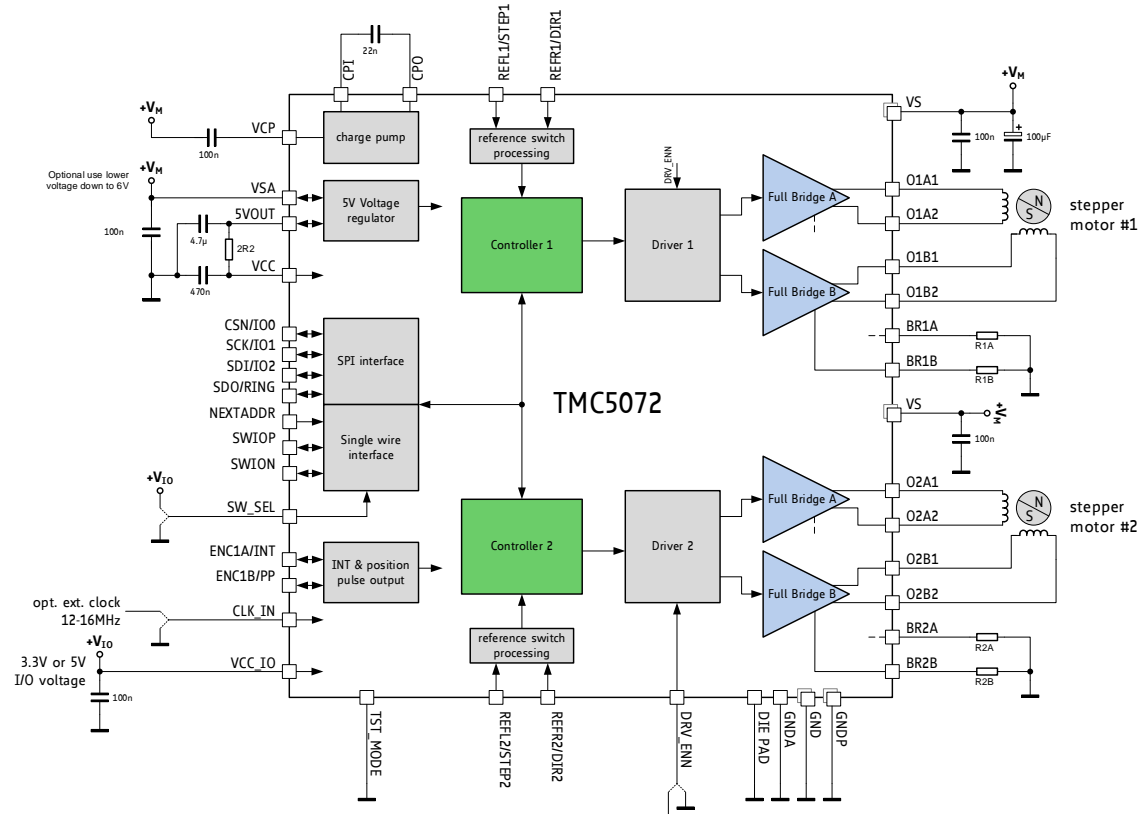 22n
CPI
CPO
REFL1/STEP1
REFR1/DIR1
+VM
VCP
100n
charge pump
reference switch
processing
VS
+VM
100n
+
100µF
Optional use lower
voltage down to 6V
+VM
VSA
5VOUT
100n
4.7µ
2R2
VCC
470n
5V Voltage
regulator
Controller 1
DRV_ENN
Driver 1
Full Bridge A
Full Bridge B
O1A1
O1A2
O1B1
O1B2
N
S
stepper
motor #1
BR1A
R1A
BR1B
R1B
CSN/IO0
SCK/IO1
SDI/IO2
SDO/RING
NEXTADDR
SWIOP
SWION
SPI interface
Single wire
interface
TMC5072
VS
+VM
100n
+VIO
SW_SEL
ENC1A/INT
ENC1B/PP
INT & position
pulse output
Controller 2
Driver 2
Full Bridge A
Full Bridge B
O2A1
O2A2
O2B1
O2B2
N
S
stepper
motor #2
opt. ext. clock
12-16MHz
CLK_IN
+VIO
3.3V or 5V
I/O voltage
VCC_IO
100n
reference switch
processing
BR2A
R2A
BR2B
R2B
TST_MODE
REFL2/STEP2
REFR2/DIR2
DRV_ENN
DIE PAD
GNDA
GND
GNDP